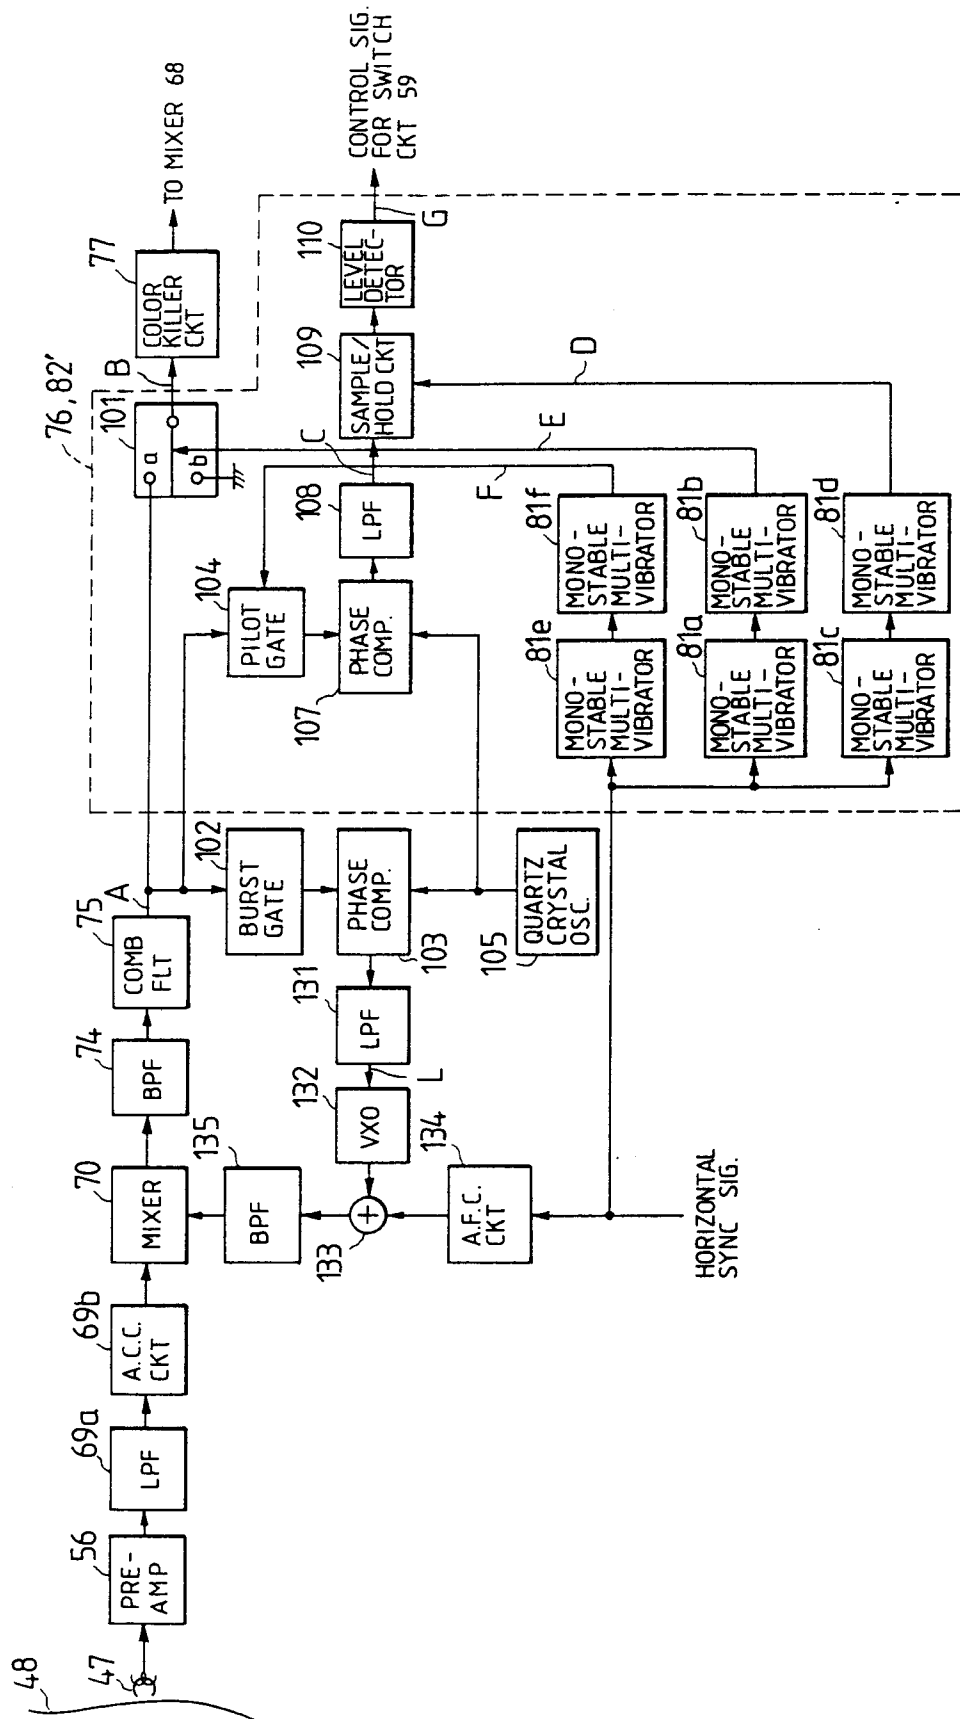 48
47
56
PRE-
AMP
69a
LPF
69b
A.C.C.
CKT
70
MIXER
74
BPF
75
COMB
FLT
A
76, 82'
101
a
b
B
77
COLOR
KILLER
CKT
TO MIXER 68
135
BPF
133
+
132
VXO
L
131
LPF
134
A.F.C.
CKT
HORIZONTAL
SYNC SIG.
102
BURST
GATE
103
PHASE
COMP.
105
QUARTZ
CRYSTAL
OSC.
104
PILOT
GATE
107
PHASE
COMP.
108
LPF
C
109
SAMPLE/
HOLD CKT
110
LEVEL
DETEC-
TOR
G
CONTROL SIG.
FOR SWITCH
CKT 59
F
E
D
81e
MONO-
STABLE
MULTI-
VIBRATOR
81f
MONO-
STABLE
MULTI-
VIBRATOR
81a
MONO-
STABLE
MULTI-
VIBRATOR
81b
MONO-
STABLE
MULTI-
VIBRATOR
81c
MONO-
STABLE
MULTI-
VIBRATOR
81d
MONO-
STABLE
MULTI-
VIBRATOR